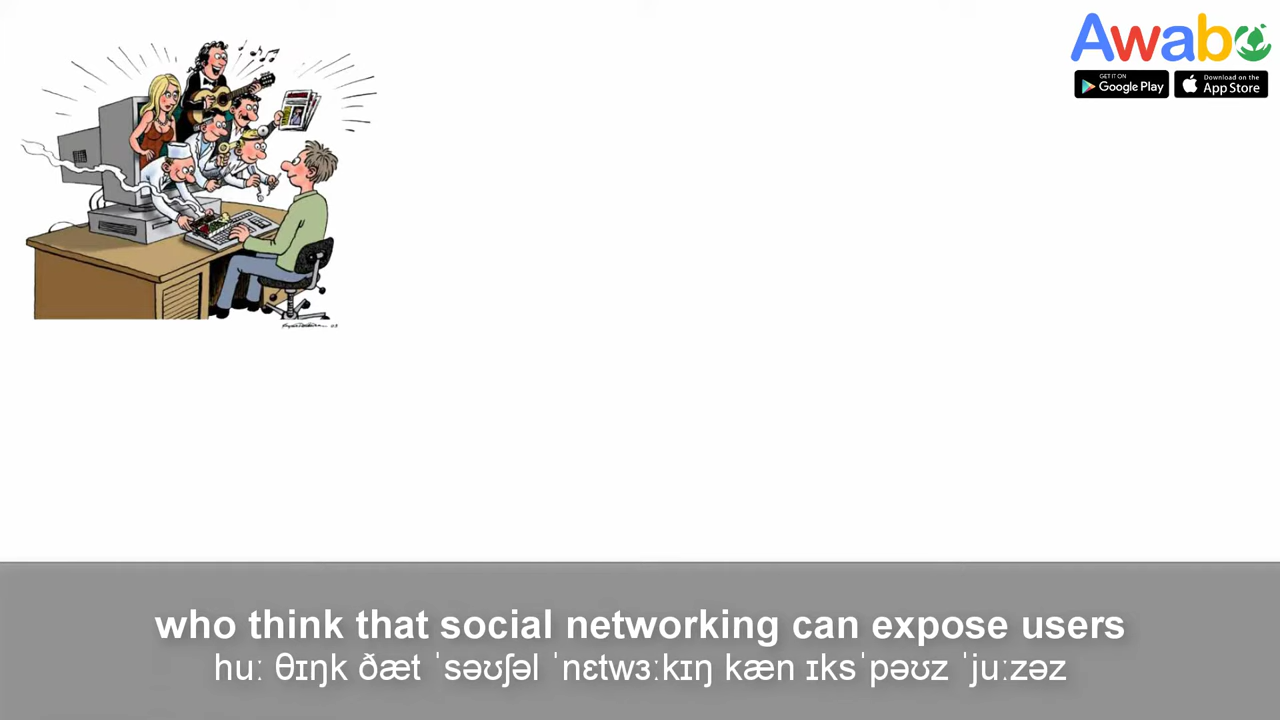 Awabe
GET IT ON
Google Play
Download on the
App Store
who think that social networking can expose users
huː θɪŋk ðæt ˈsəʊʃəl ˈnɛtwɜːkɪŋ kæn ɪksˈpəʊz ˈjuːzəz